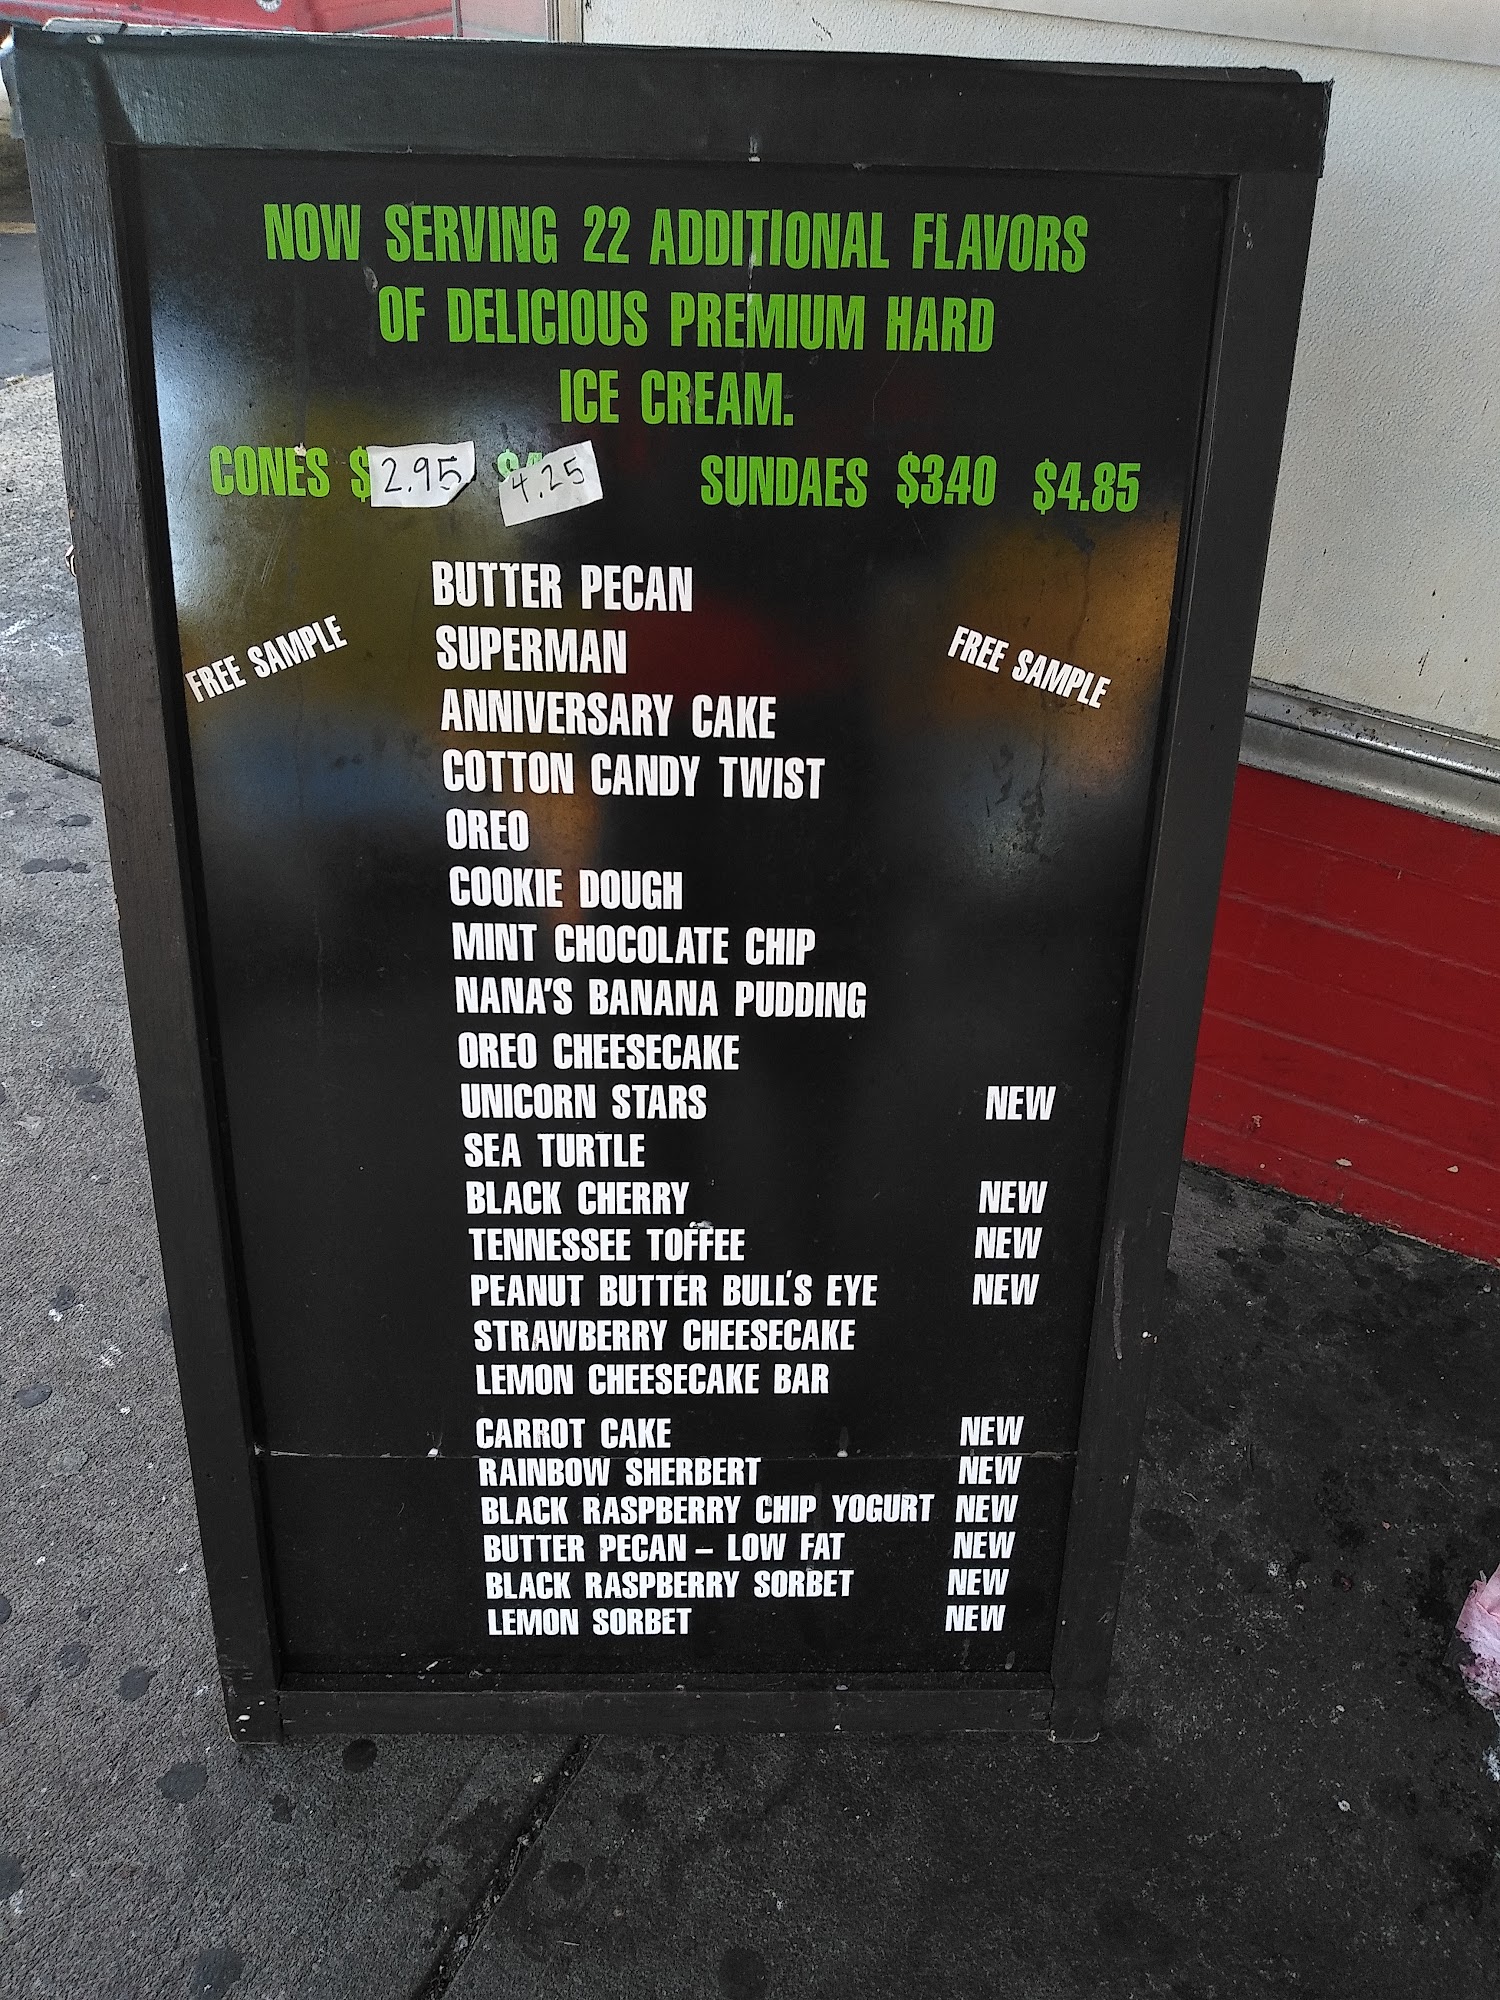 NOW SERVING 22 ADDITIONAL FLAVORS
OF DELICIOUS PREMIUM HARD
ICE CREAM.
CONES $2.95 4.25 SUNDAES $3.40 $4.85
FREE SAMPLE
FREE SAMPLE
BUTTER PECAN
SUPERMAN
ANNIVERSARY CAKE
COTTON CANDY TWIST
OREO
COOKIE DOUGH
MINT CHOCOLATE CHIP
NANA'S BANANA PUDDING
OREO CHEESECAKE
UNICORN STARS NEW
SEA TURTLE
BLACK CHERRY NEW
TENNESSEE TOFFEE NEW
PEANUT BUTTER BULL'S EYE NEW
STRAWBERRY CHEESECAKE
LEMON CHEESECAKE BAR
CARROT CAKE NEW
RAINBOW SHERBERT NEW
BLACK RASPBERRY CHIP YOGURT NEW
BUTTER PECAN – LOW FAT NEW
BLACK RASPBERRY SORBET NEW
LEMON SORBET NEW